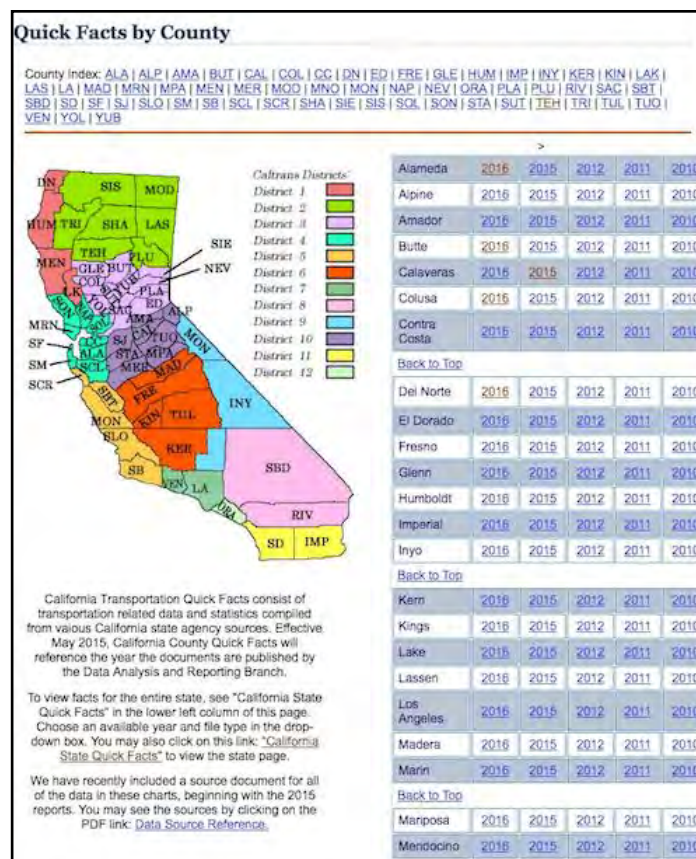 Quick Facts by County
County Index: ALA | ALP | AMA | BUT | CAL | COL | CC | DN | ED | FRE | GLE | HUM | IMP | INY | KER | KIN | LAK |
LAS | LA | MAD | MRN | MPA | MEN | MER | MOD | MNO | MON | NAP | NEV | ORA | PLA | PLU | RIV | SAC | SBT |
SBD | SD | SF | SJ | SLO | SM | SB | SCL | SCR | SHA | SIE | SIS | SOL | SON | STA | SUT | TEH | TRI | TUL | TUO |
VEN | YOL | YUB
>
Caltrans Districts
District 1
District 2
District 3
District 4
District 5
District 6
District 7
District 8
District 9
District 10
District 11
District 12
DN
SIS
MOD
HUM
TRI
SHA
LAS
TEH
PLU
SIE
MEN
GLE
BUT
NEV
COL
YUB
PLA
LK
SUT
YOL
ED
SON
NAP
SOL
SAC
AMA
ALP
MRN
CC
SJ
CAL
TUO
MON
SF
ALA
STA
MPA
SM
SCL
MER
MAD
SCR
SBT
FRE
INY
MON
KIN
TUL
SLO
KER
SBD
SB
VEN
LA
ORA
RIV
SD
IMP
California Transportation Quick Facts consist of
transportation related data and statistics compiled
from vaious California state agency sources. Effective
May 2015, California County Quick Facts will
reference the year the documents are published by
the Data Analysis and Reporting Branch.
To view facts for the entire state, see "California State
Quick Facts" in the lower left column of this page.
Choose an available year and file type in the drop-
down box. You may also click on this link: "California
State Quick Facts" to view the state page.
We have recently included a source document for all
of the data in these charts, beginning with the 2015
reports. You may see the sources by clicking on the
PDF link: Data Source Reference.
Alameda 2016 2015 2012 2011 2010
Alpine 2016 2015 2012 2011 2010
Amador 2016 2015 2012 2011 2010
Butte 2016 2015 2012 2011 2010
Calaveras 2016 2015 2012 2011 2010
Colusa 2016 2015 2012 2011 2010
Contra
Costa 2016 2015 2012 2011 2010
Back to Top
Del Norte 2016 2015 2012 2011 2010
El Dorado 2016 2015 2012 2011 2010
Fresno 2016 2015 2012 2011 2010
Glenn 2016 2015 2012 2011 2010
Humboldt 2016 2015 2012 2011 2010
Imperial 2016 2015 2012 2011 2010
Inyo 2016 2015 2012 2011 2010
Back to Top
Kern 2016 2015 2012 2011 2010
Kings 2016 2015 2012 2011 2010
Lake 2016 2015 2012 2011 2010
Lassen 2016 2015 2012 2011 2010
Los
Angeles 2016 2015 2012 2011 2010
Madera 2016 2015 2012 2011 2010
Marin 2016 2015 2012 2011 2010
Back to Top
Mariposa 2016 2015 2012 2011 2010
Mendocino 2016 2015 2012 2011 2010